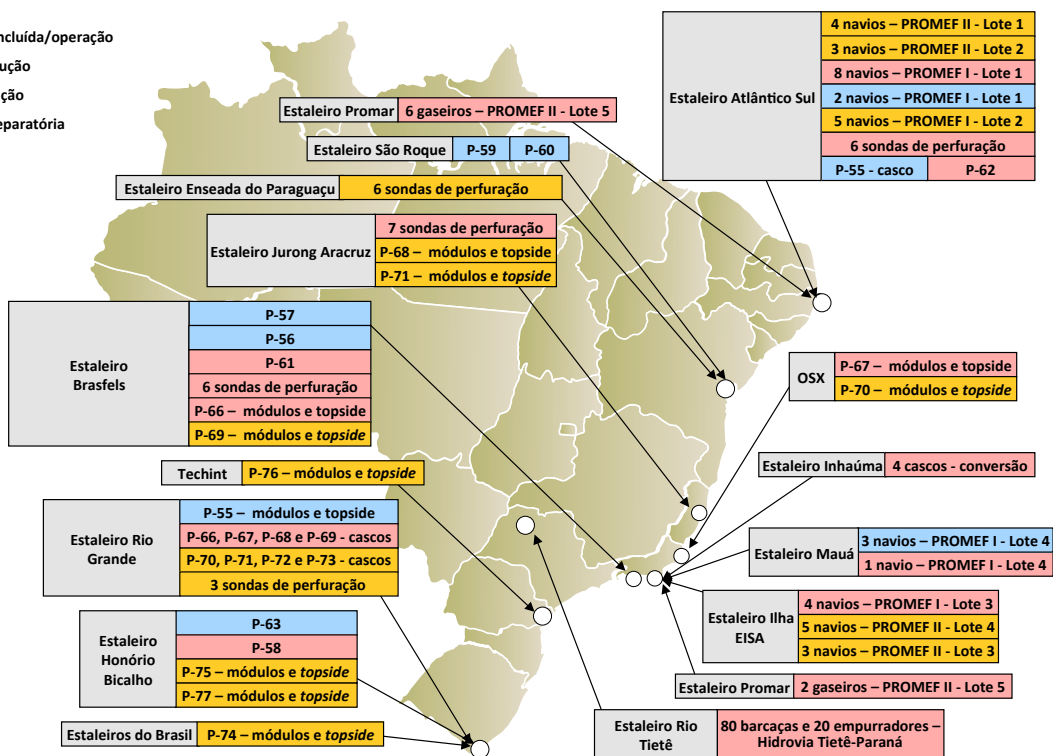 ncluída/operação
ução
ção
eparatória
4 navios – PROMEF II - Lote 1
3 navios – PROMEF II - Lote 2
8 navios – PROMEF I - Lote 1
Estaleiro Atlântico Sul
2 navios – PROMEF I - Lote 1
5 navios – PROMEF I - Lote 2
6 sondas de perfuração
P-55 - casco P-62
Estaleiro Promar 6 gaseiros – PROMEF II - Lote 5
Estaleiro São Roque P-59 P-60
Estaleiro Enseada do Paraguaçu 6 sondas de perfuração
Estaleiro Jurong Aracruz
7 sondas de perfuração
P-68 – módulos e topside
P-71 – módulos e topside
Estaleiro
Brasfels
P-57
P-56
P-61
6 sondas de perfuração
P-66 – módulos e topside
P-69 – módulos e topside
OSX
P-67 – módulos e topside
P-70 – módulos e topside
Techint P-76 – módulos e topside
Estaleiro Inhaúma 4 cascos - conversão
Estaleiro Rio
Grande
P-55 – módulos e topside
P-66, P-67, P-68 e P-69 - cascos
P-70, P-71, P-72 e P-73 - cascos
3 sondas de perfuração
Estaleiro Mauá
3 navios – PROMEF I - Lote 4
1 navio – PROMEF I - Lote 4
Estaleiro Ilha
EISA
4 navios – PROMEF I - Lote 3
5 navios – PROMEF II - Lote 4
3 navios – PROMEF II - Lote 3
Estaleiro
Honório
Bicalho
P-63
P-58
P-75 – módulos e topside
P-77 – módulos e topside
Estaleiro Promar 2 gaseiros – PROMEF II - Lote 5
Estaleiros do Brasil P-74 – módulos e topside
Estaleiro Rio
Tietê
80 barcaças e 20 empurradores –
Hidrovia Tietê-Paraná